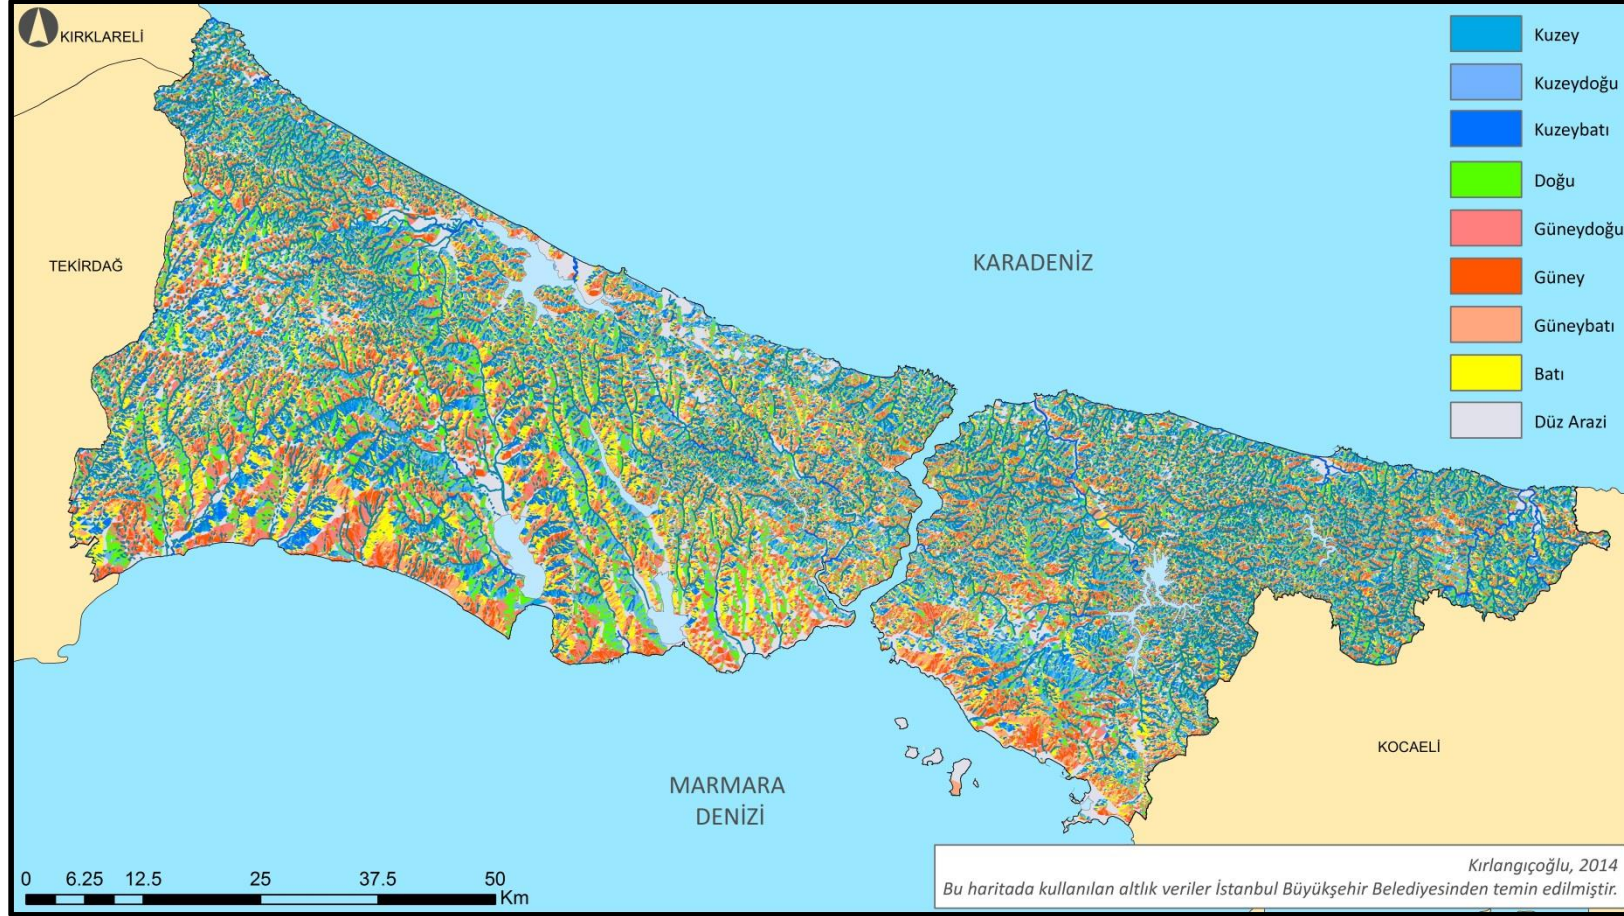 KIRKLARELİ
TEKİRDAĞ
KARADENİZ
MARMARA
DENİZİ
KOCAELİ
Kuzey
Kuzeydoğu
Kuzeybatı
Doğu
Güneydoğu
Güney
Güneybatı
Batı
Düz Arazi
0 6.25 12.5 25 37.5 50
Km
Kırlangıçoğlu, 2014
Bu haritada kullanılan altlık veriler İstanbul Büyükşehir Belediyesinden temin edilmiştir.